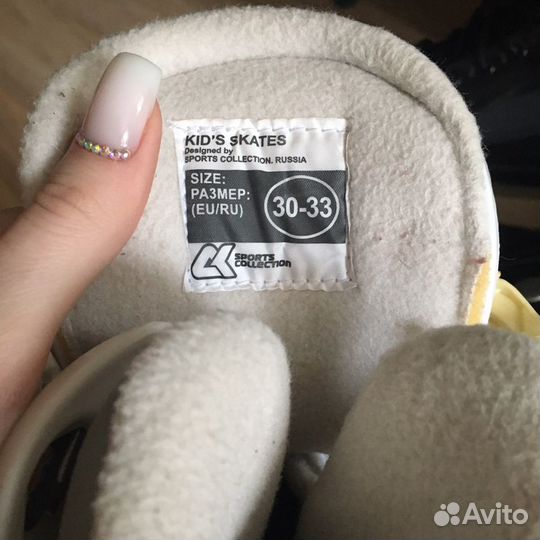 KID'S SKATES
Designed by
SPORTS COLLECTION. RUSSIA
SIZE:
РАЗМЕР:
(EU/RU)
30-33
SPORTS
COLLECTION
Avito